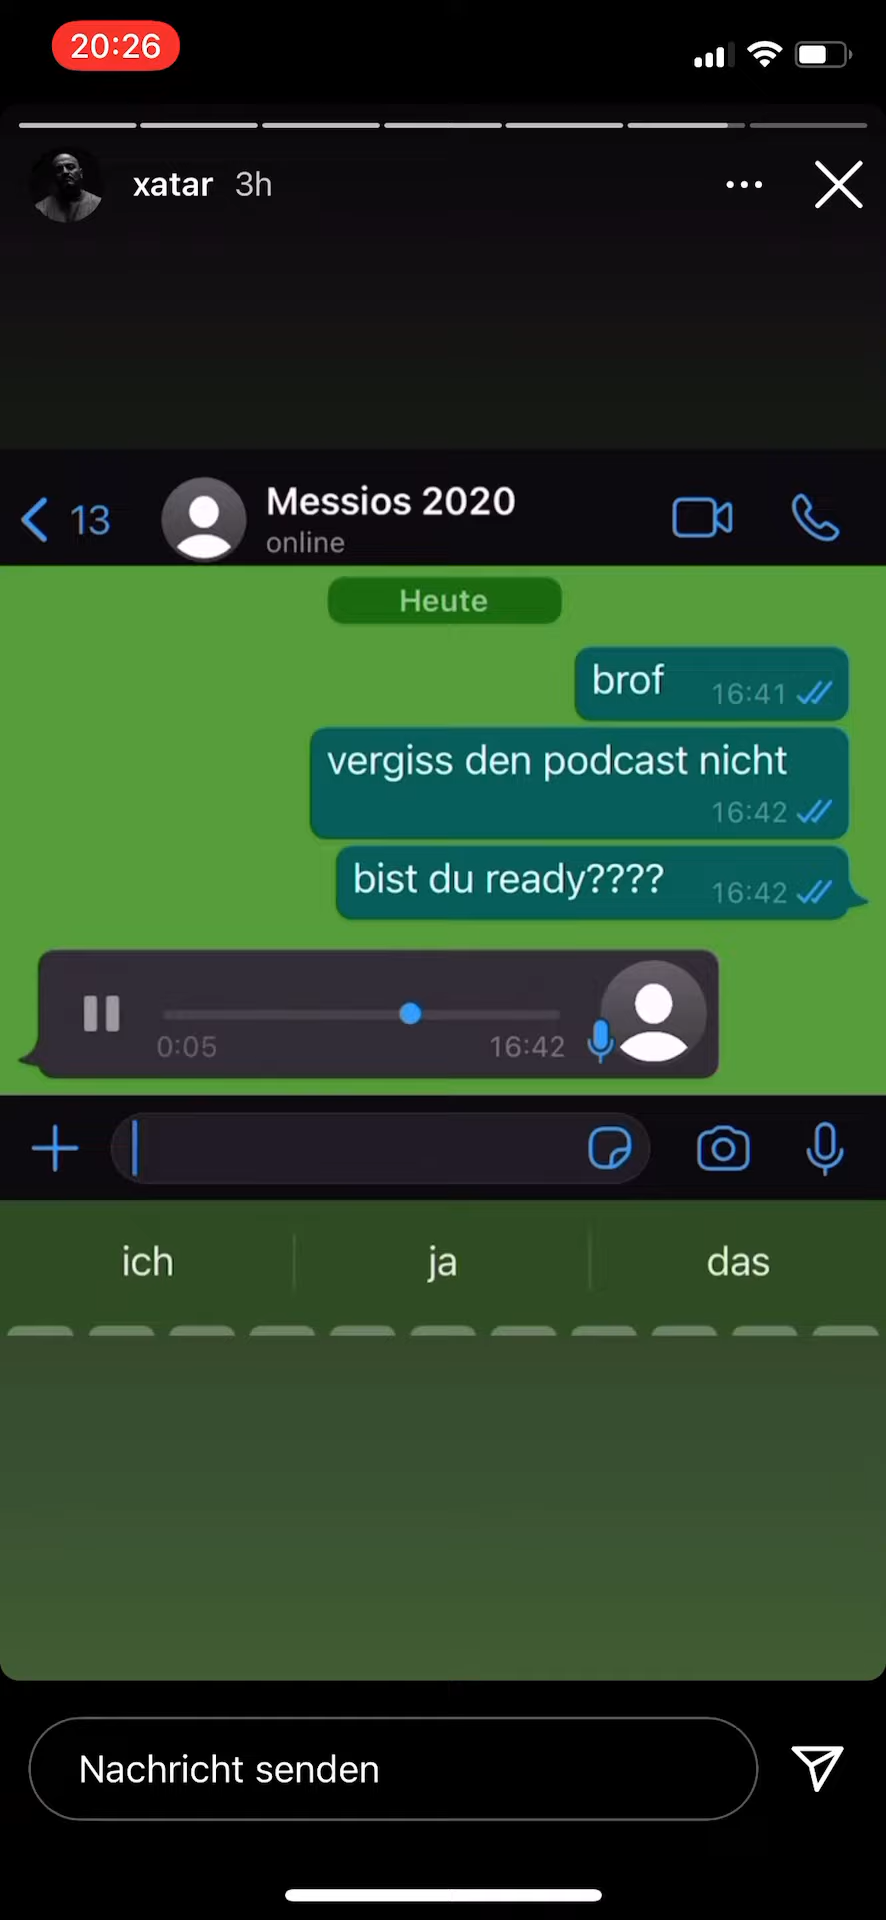 20:26
xatar 3h
13 Messios 2020
online
Heute
brof 16:41
vergiss den podcast nicht
16:42
bist du ready???? 16:42
0:05 16:42
ich ja das
Nachricht senden